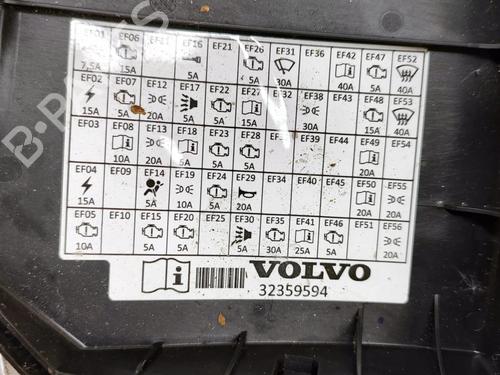 EF01 EF06 EF11 EF16 EF21 EF26 EF31 EF36 EF42 EF47 EF52
7,5A 15A 5A 5A 30A 40A 5A 40A
EF02 EF07 EF12 EF17 EF22 EF27 EF32 EF38 EF43 EF48 EF53
15A 5A 20A 5A 5A 15A 30A 15A 40A
EF03 EF08 EF13 EF18 EF23 EF28 EF39 EF44 EF49 EF54
10A 20A 5A 5A 5A 20A
EF04 EF09 EF14 EF19 EF24 EF29 EF34 EF40 EF45 EF50 EF55
15A 5A 10A 5A 20A 20A 20A
EF05 EF10 EF15 EF20 EF25 EF30 EF35 EF41 EF46 EF51 EF56
10A 5A 5A 5A 30A 25A 5A 20A
i VOLVO
32359594
B-PARTS